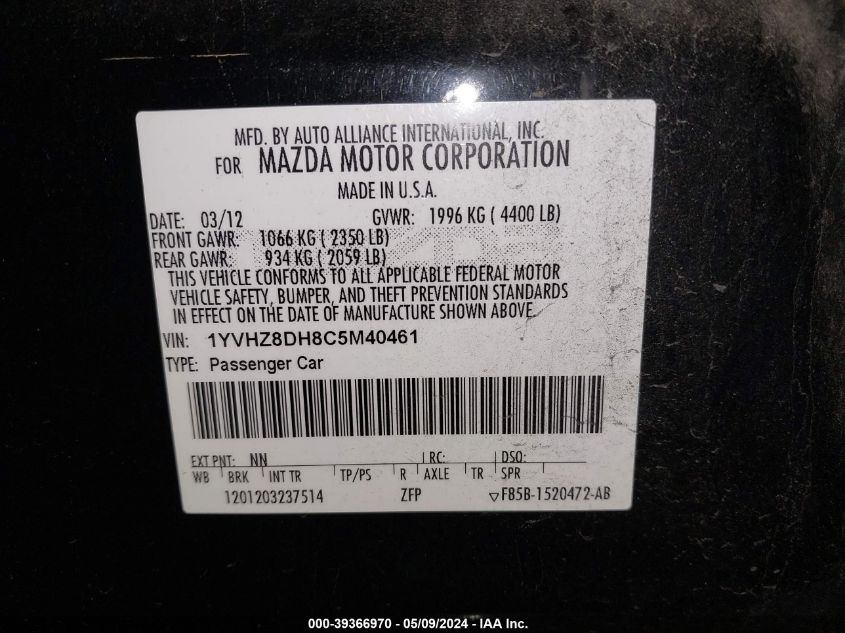 MFD. BY AUTO ALLIANCE INTERNATIONAL, INC.
FOR MAZDA MOTOR CORPORATION
MADE IN U.S.A.
DATE: 03/12 GVWR: 1996 KG ( 4400 LB)
FRONT GAWR: 1066 KG ( 2350 LB)
REAR GAWR: 934 KG ( 2059 LB)
THIS VEHICLE CONFORMS TO ALL APPLICABLE FEDERAL MOTOR
VEHICLE SAFETY, BUMPER, AND THEFT PREVENTION STANDARDS
IN EFFECT ON THE DATE OF MANUFACTURE SHOWN ABOVE.
VIN: 1YVHZ8DH8C5M40461
TYPE: Passenger Car
EXT PNT: NN RC: DSO:
WB BRK INT TR TP/PS R AXLE TR SPR
1201203237514 ZFP ▽F85B-1520472-AB
000-39366970 - 05/09/2024 - IAA Inc.